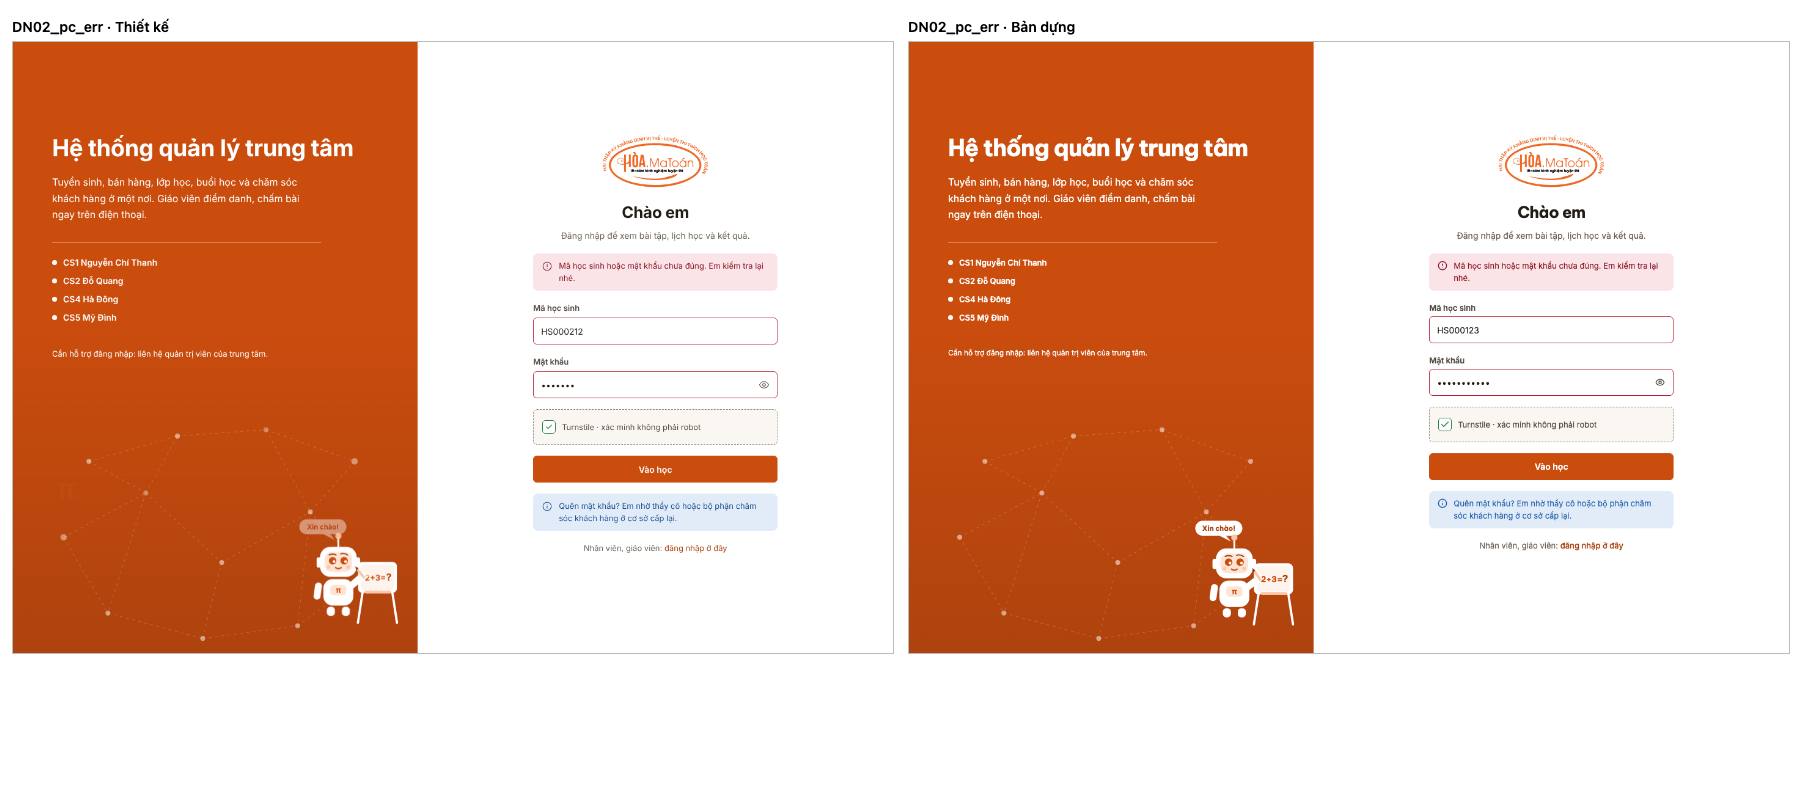 DN02_pc_err · Thiết kế
Hệ thống quản lý trung tâm
Tuyển sinh, bán hàng, lớp học, buổi học và chăm sóc
khách hàng ở một nơi. Giáo viên điểm danh, chấm bài
ngay trên điện thoại.
CS1 Nguyễn Chí Thanh
CS2 Đỗ Quang
CS4 Hà Đông
CS5 Mỹ Đình
Cần hỗ trợ đăng nhập: liên hệ quản trị viên của trung tâm.
π
Xin chào!
2+3=?
π
HÒA.MaToán
Chào em
Đăng nhập để xem bài tập, lịch học và kết quả.
Mã học sinh hoặc mật khẩu chưa đúng. Em kiểm tra lại
nhé.
Mã học sinh
HS000212
Mật khẩu
•••••••
Turnstile · xác minh không phải robot
Vào học
Quên mật khẩu? Em nhờ thầy cô hoặc bộ phận chăm
sóc khách hàng ở cơ sở cấp lại.
Nhân viên, giáo viên: đăng nhập ở đây
DN02_pc_err · Bản dựng
Hệ thống quản lý trung tâm
Tuyển sinh, bán hàng, lớp học, buổi học và chăm sóc
khách hàng ở một nơi. Giáo viên điểm danh, chấm bài
ngay trên điện thoại.
CS1 Nguyễn Chí Thanh
CS2 Đỗ Quang
CS4 Hà Đông
CS5 Mỹ Đình
Cần hỗ trợ đăng nhập: liên hệ quản trị viên của trung tâm.
Xin chào!
2+3=?
π
HÒA.MaToán
Chào em
Đăng nhập để xem bài tập, lịch học và kết quả.
Mã học sinh hoặc mật khẩu chưa đúng. Em kiểm tra lại
nhé.
Mã học sinh
HS000123
Mật khẩu
•••••••••••
Turnstile · xác minh không phải robot
Vào học
Quên mật khẩu? Em nhờ thầy cô hoặc bộ phận chăm
sóc khách hàng ở cơ sở cấp lại.
Nhân viên, giáo viên: đăng nhập ở đây